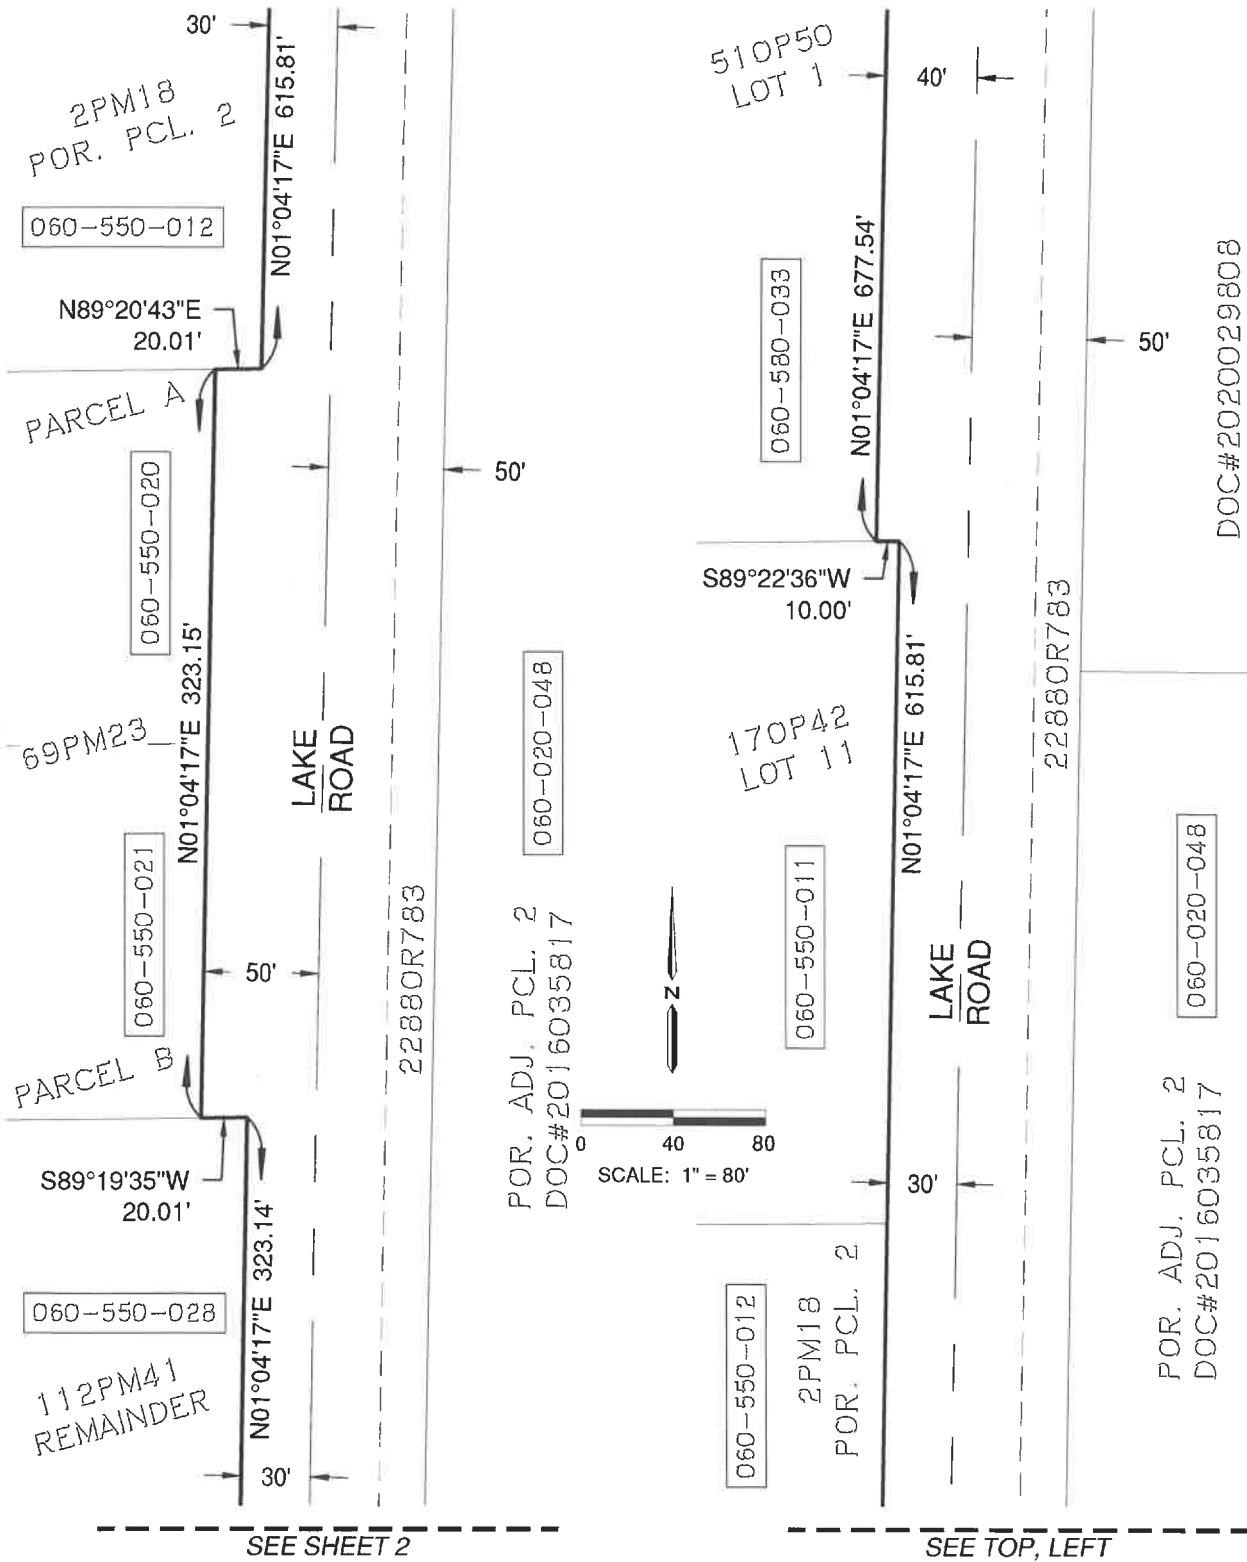 30'
2PM18
POR. PCL. 2
N01°04'17"E 615.81'
060-550-012
N89°20'43"E
20.01'
PARCEL A
060-550-020
50'
N01°04'17"E 323.15'
69PM23
LAKE
ROAD
060-020-048
060-550-021
50'
2288OR783
POR. ADJ. PCL. 2
DOC#2016035817
PARCEL B
S89°19'35"W
20.01'
N01°04'17"E 323.14'
060-550-028
112PM41
REMAINDER
30'
SEE SHEET 2
N
0 40 80
SCALE: 1" = 80'
51OP50
LOT 1
40'
N01°04'17"E 677.54'
060-580-033
50'
DOC#2020029808
S89°22'36"W
10.00'
2288OR783
17OP42
LOT 11
N01°04'17"E 615.81'
060-550-011
LAKE
ROAD
060-020-048
30'
POR. ADJ. PCL. 2
DOC#2016035817
060-550-012
2PM18
POR. PCL. 2
SEE TOP, LEFT